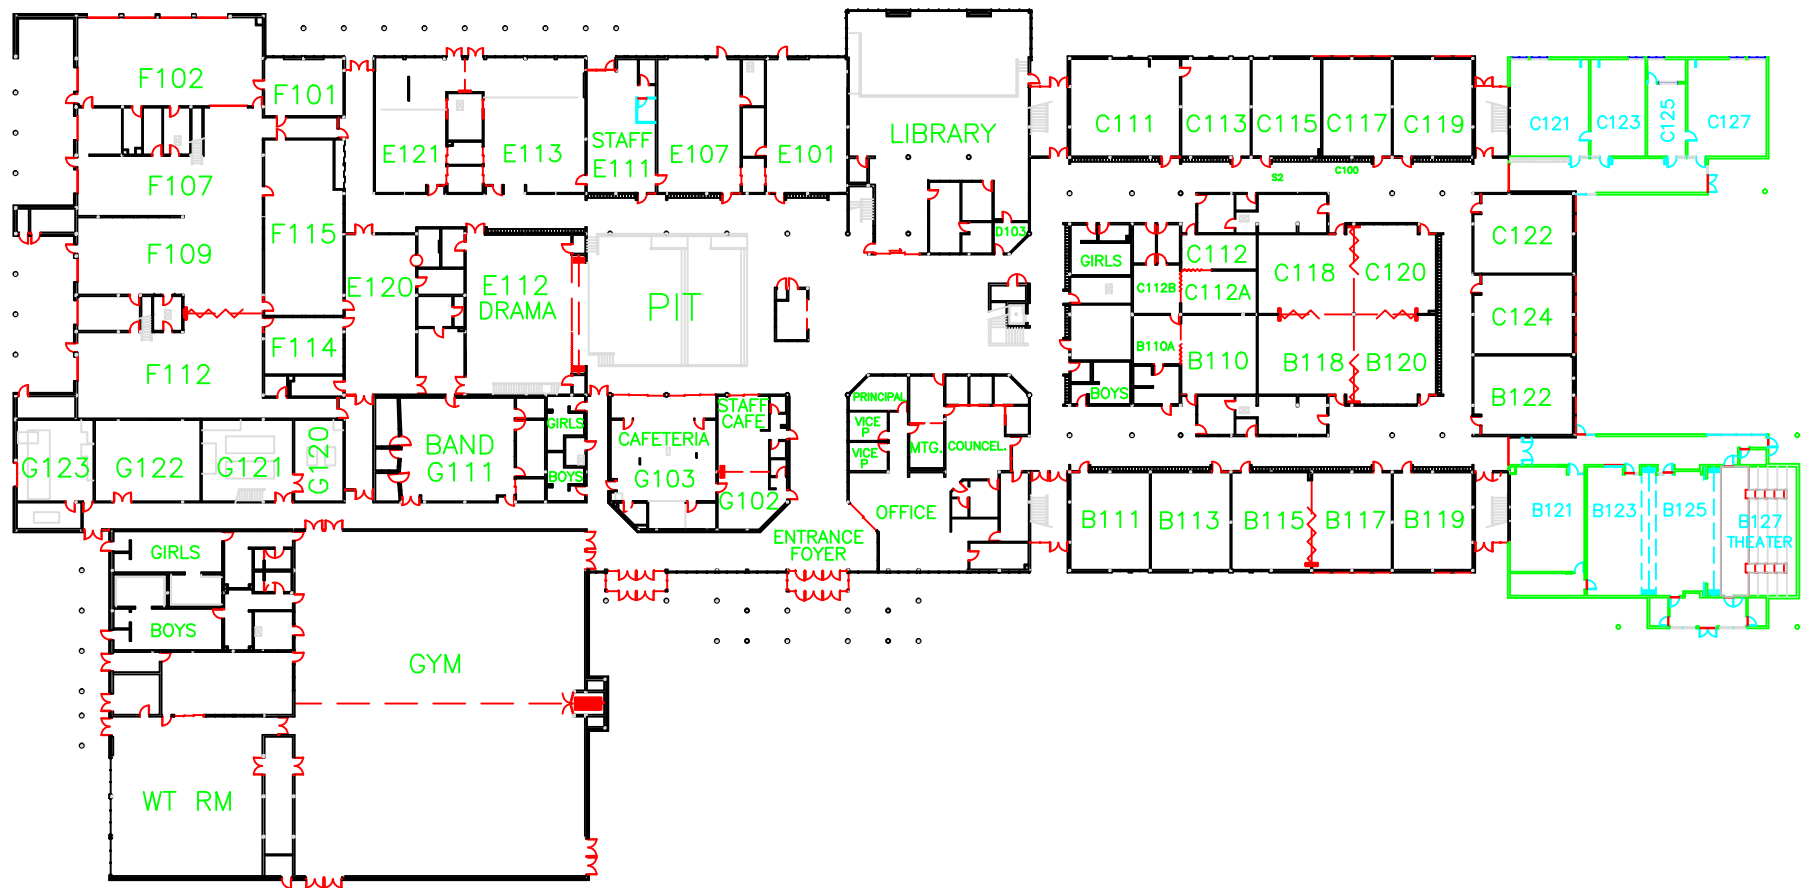 F102
F101
F107
F115
F109
F114
F112
E121
E113
STAFF
E111
E107
E101
LIBRARY
D103
E120
E112
DRAMA
PIT
C111
C113
C115
C117
C119
S2
C100
C121
C123
C125
C127
GIRLS
C112
C112B
C112A
C118
C120
C122
C124
B110A
B110
B118
B120
B122
BOYS
G123
G122
G121
G120
BAND
G111
GIRLS
BOYS
CAFETERIA
G103
STAFF
CAFE
G102
PRINCIPAL
VICE
P
VICE
P
MTG.
COUNCEL.
OFFICE
ENTRANCE
FOYER
B111
B113
B115
B117
B119
B121
B123
B125
B127
THEATER
GIRLS
BOYS
GYM
WT RM